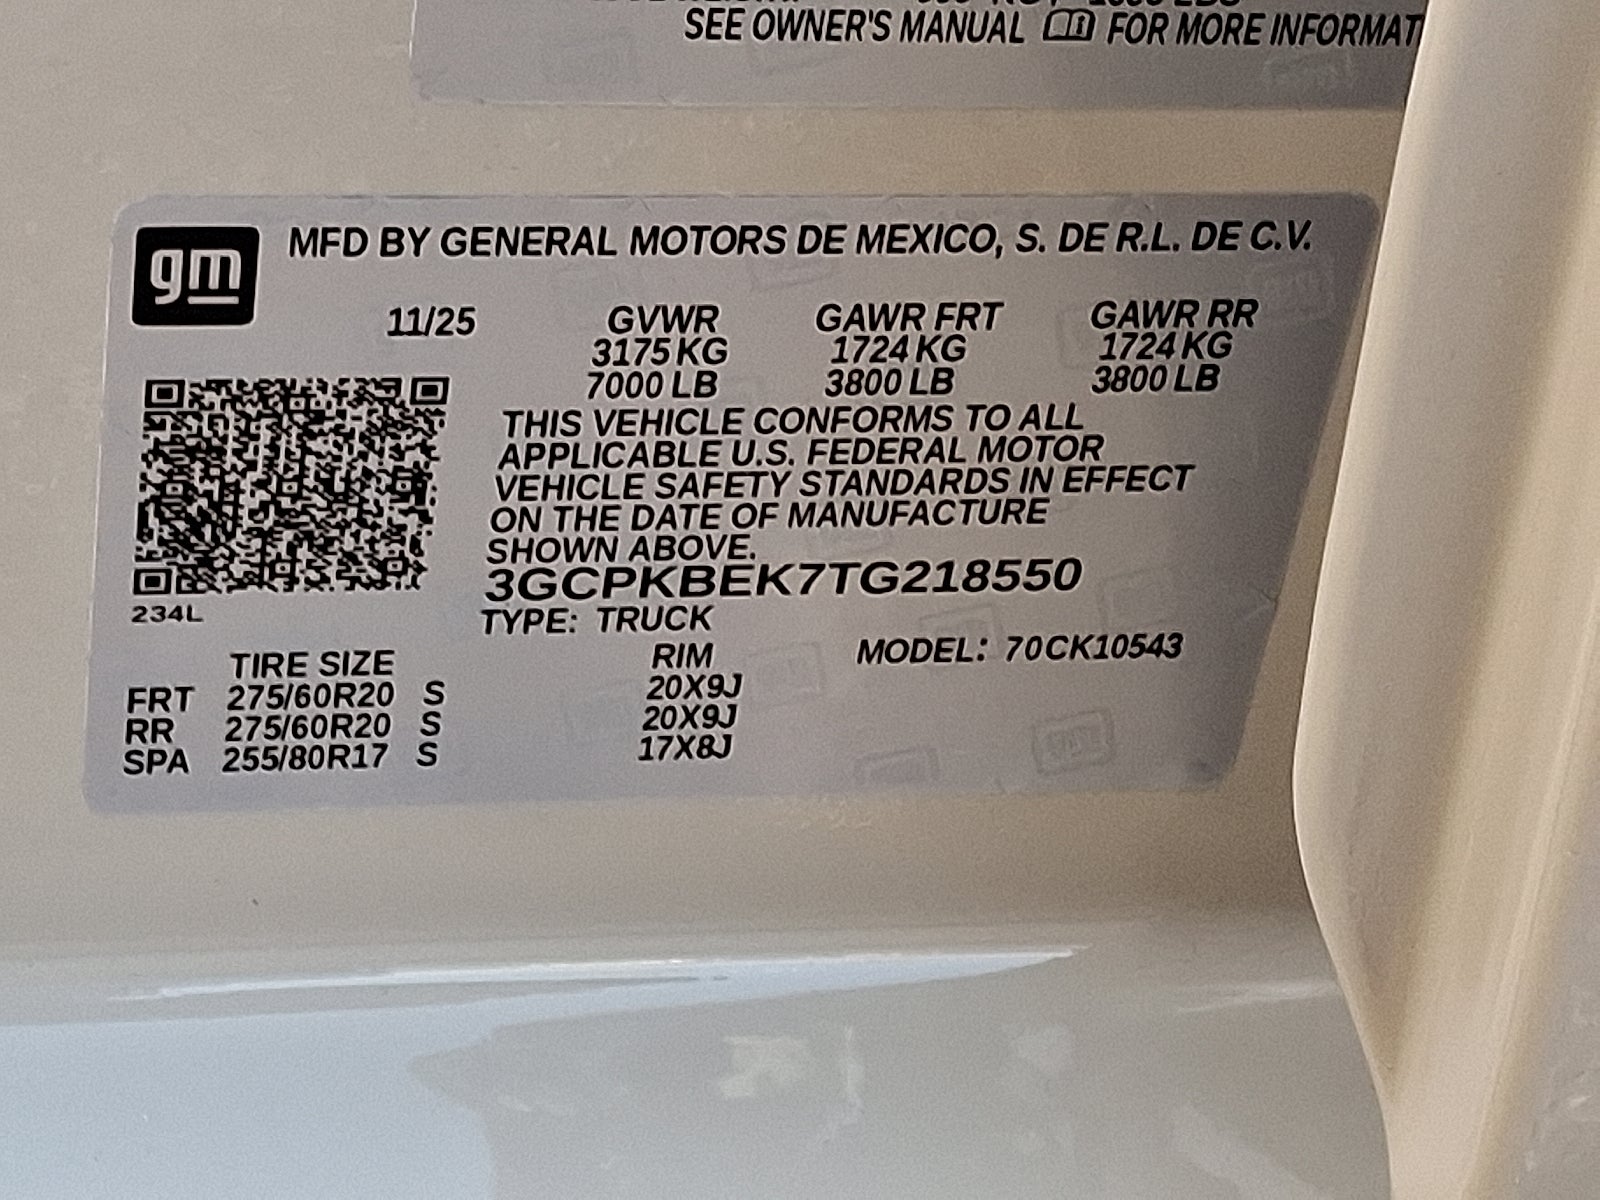 SEE OWNER'S MANUAL FOR MORE INFORMAT
gm
MFD BY GENERAL MOTORS DE MEXICO, S. DE R.L. DE C.V.
11/25 GVWR GAWR FRT GAWR RR
3175 KG 1724 KG 1724 KG
7000 LB 3800 LB 3800 LB
THIS VEHICLE CONFORMS TO ALL
APPLICABLE U.S. FEDERAL MOTOR
VEHICLE SAFETY STANDARDS IN EFFECT
ON THE DATE OF MANUFACTURE
SHOWN ABOVE.
3GCPKBEK7TG218550
234L
TYPE: TRUCK
MODEL: 70CK10543
TIRE SIZE RIM
FRT 275/60R20 S 20X9J
RR 275/60R20 S 20X9J
SPA 255/80R17 S 17X8J